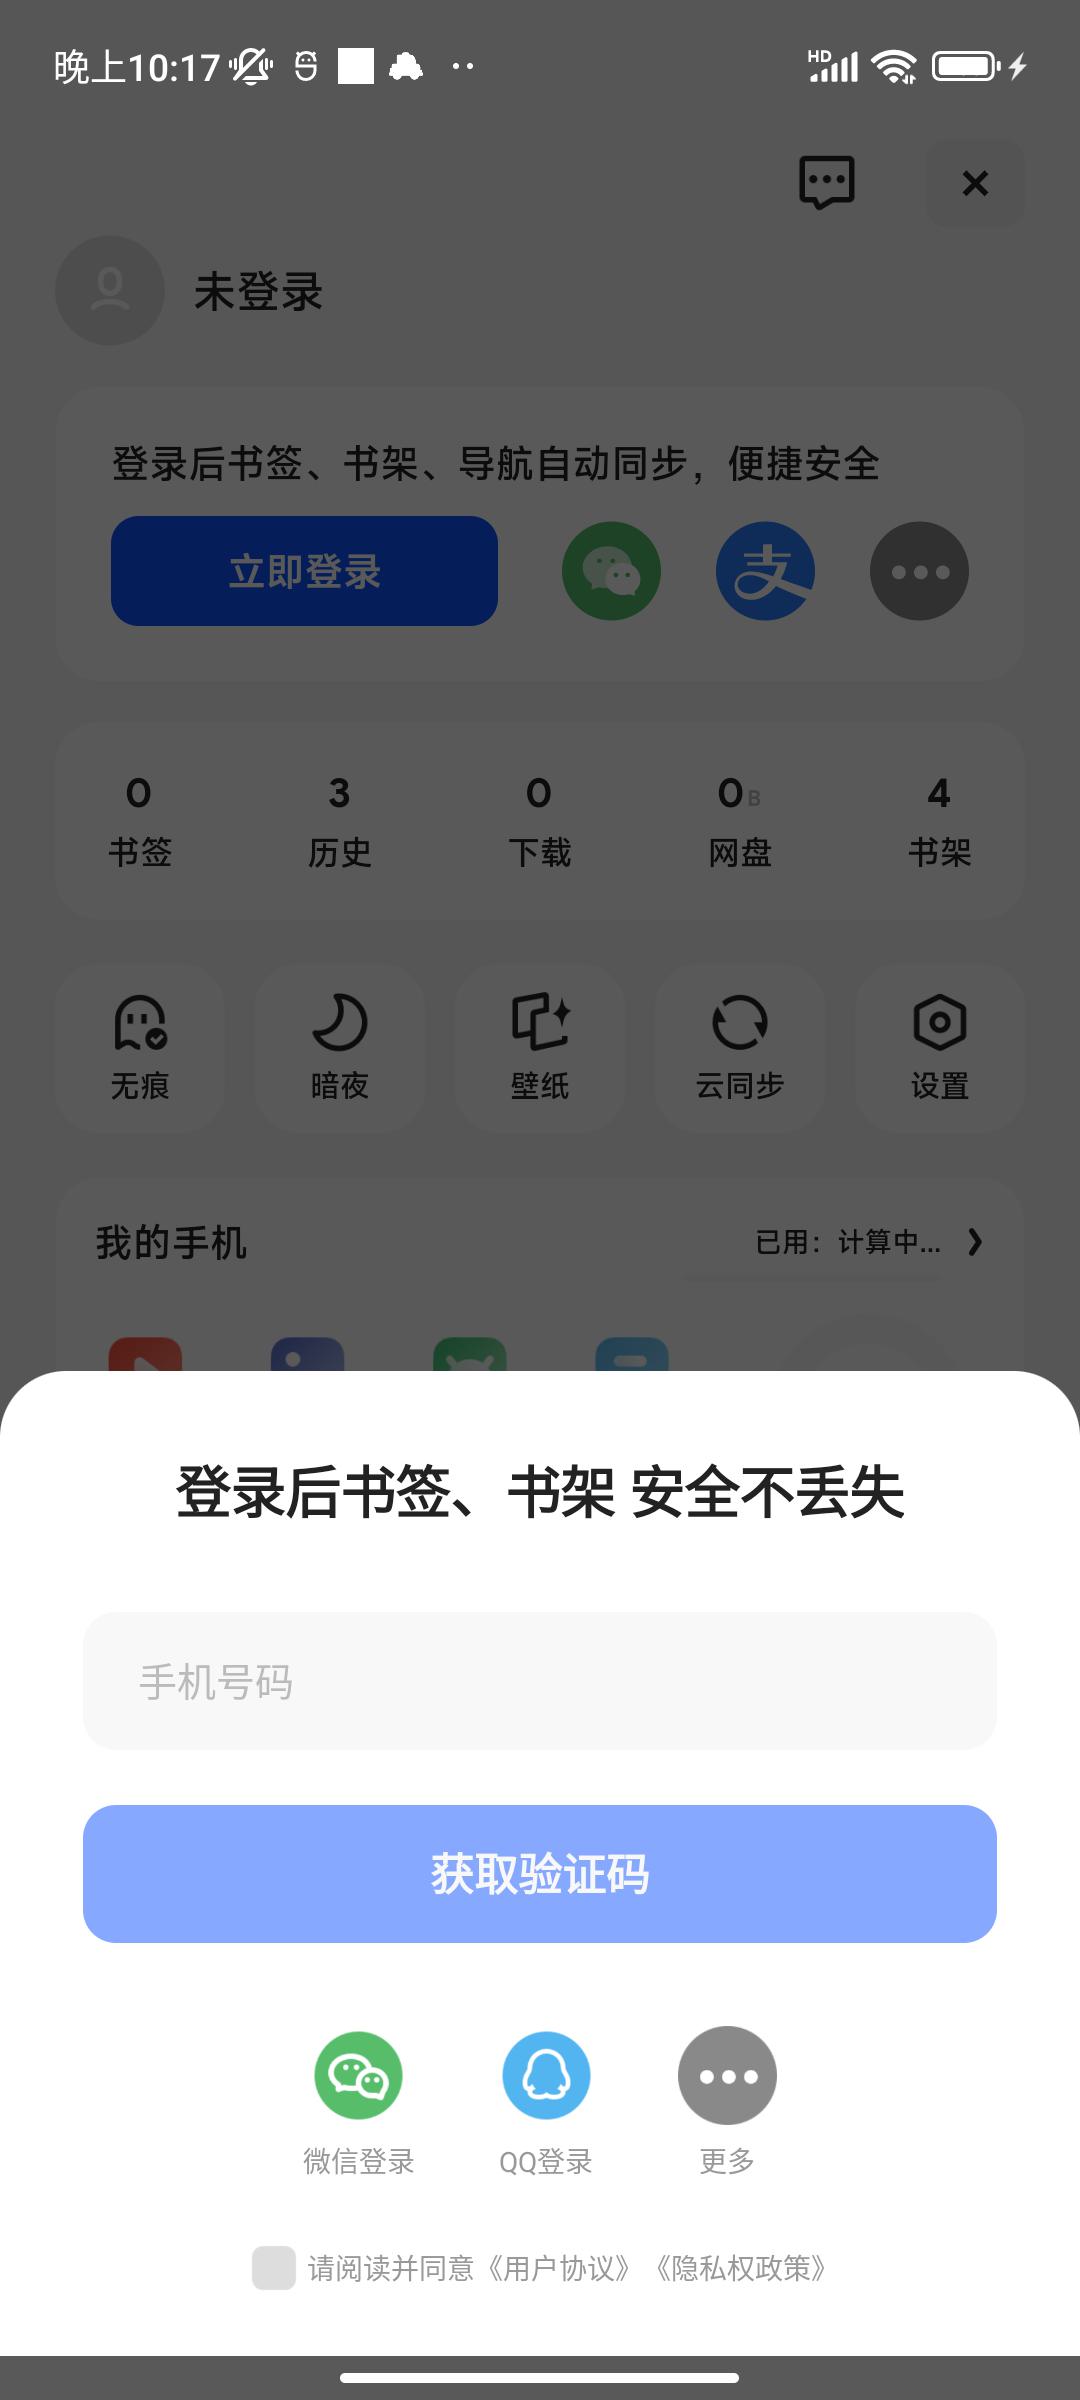 晚上10:17
HD
未登录
登录后书签、书架、导航自动同步，便捷安全
立即登录
支
0 3 0 0B 4
书签 历史 下载 网盘 书架
无痕 暗夜 壁纸 云同步 设置
我的手机 已用：计算中...
登录后书签、书架 安全不丢失
手机号码
获取验证码
微信登录 QQ登录 更多
请阅读并同意《用户协议》《隐私权政策》